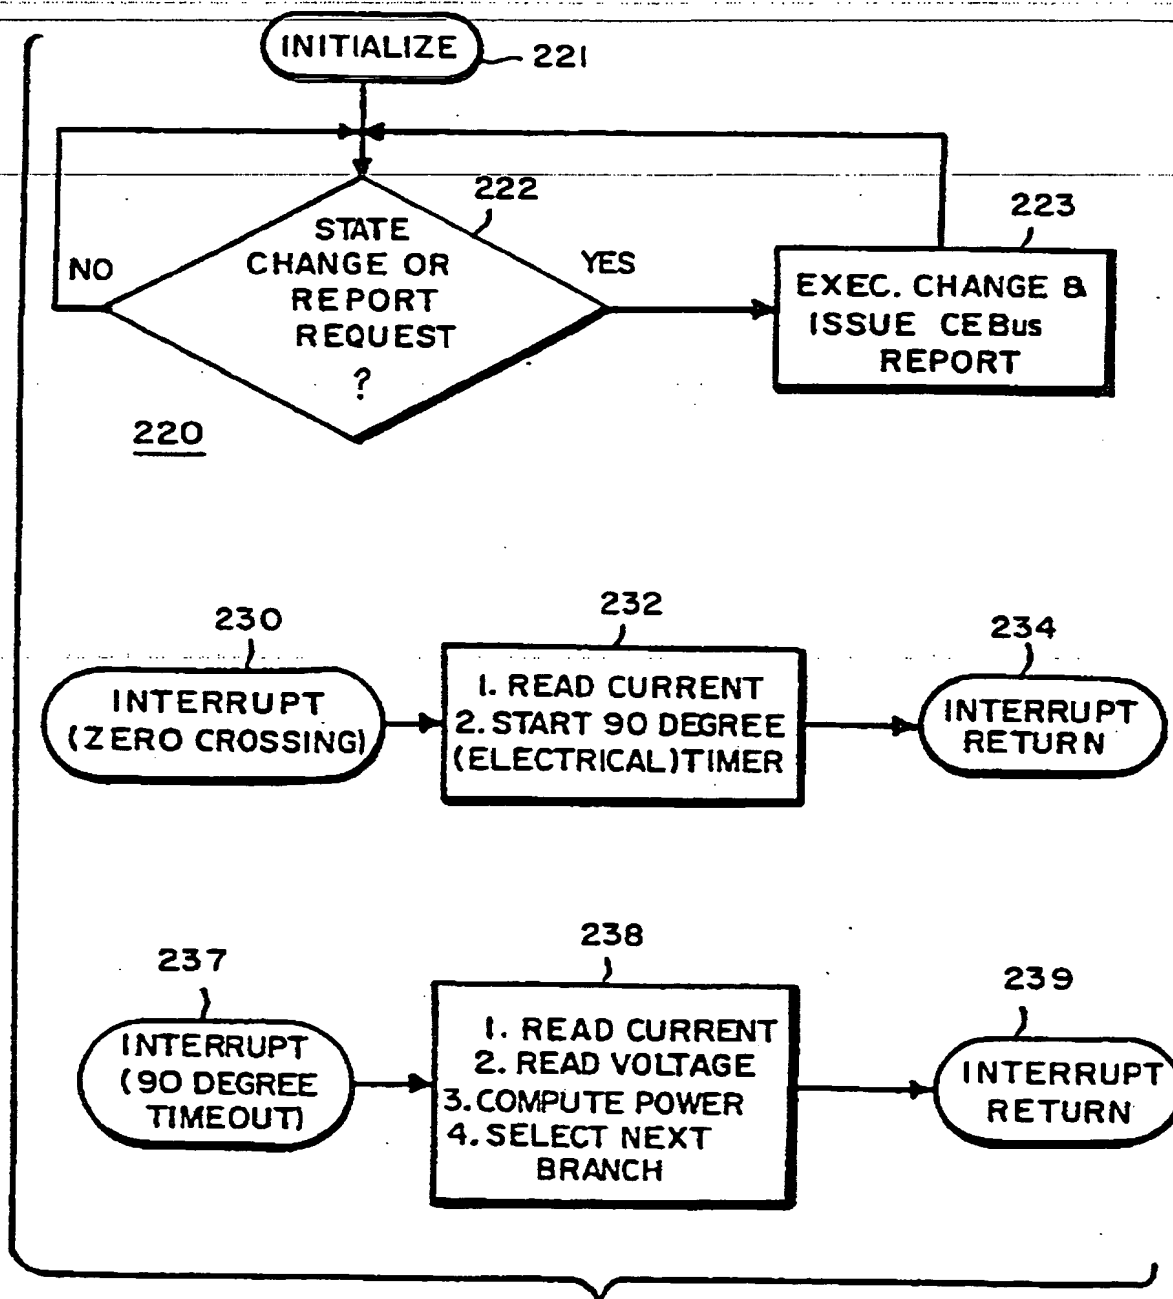 INITIALIZE
221
222
STATE
CHANGE OR
REPORT
REQUEST
?
NO
YES
223
EXEC. CHANGE &
ISSUE CEBus
REPORT
220
230
INTERRUPT
(ZERO CROSSING)
232
1. READ CURRENT
2. START 90 DEGREE
(ELECTRICAL) TIMER
234
INTERRUPT
RETURN
237
INTERRUPT
(90 DEGREE
TIMEOUT)
238
1. READ CURRENT
2. READ VOLTAGE
3. COMPUTE POWER
4. SELECT NEXT
BRANCH
239
INTERRUPT
RETURN